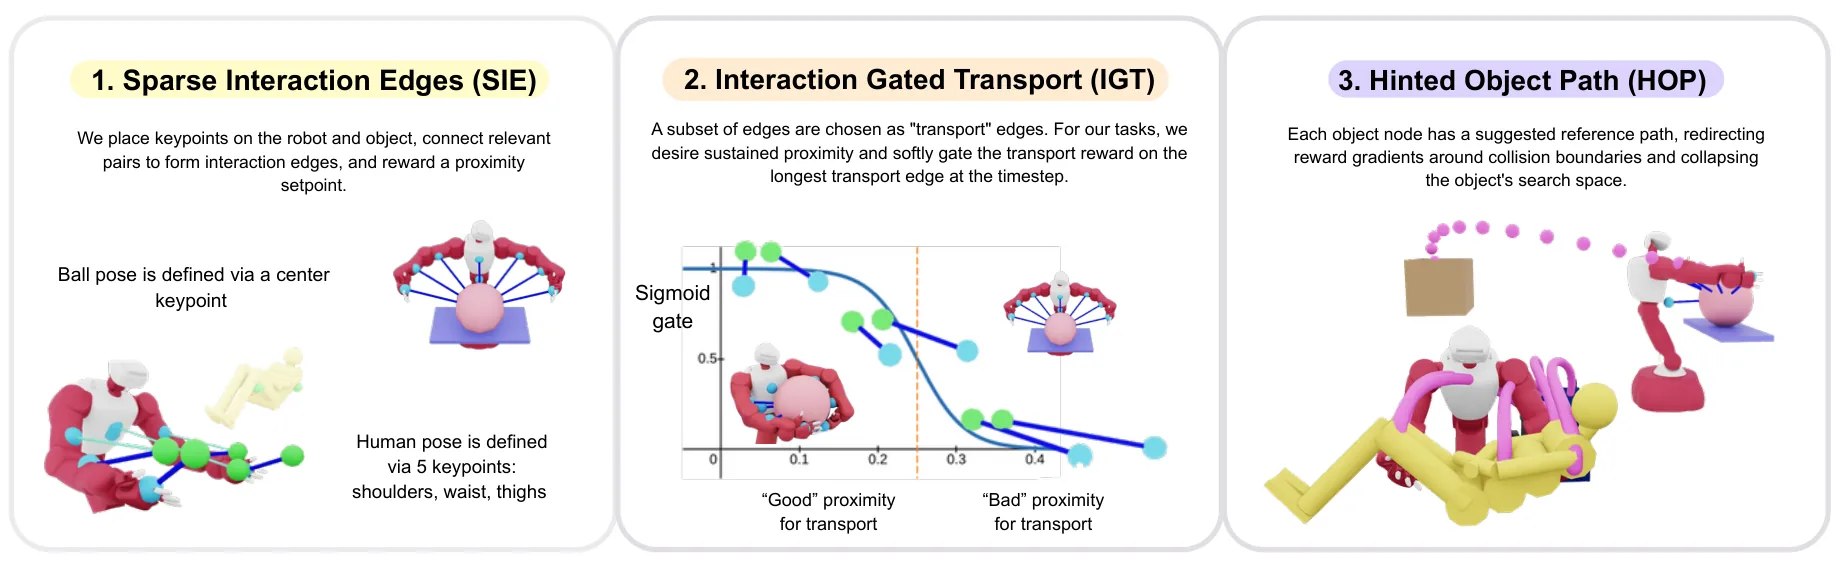 1. Sparse Interaction Edges (SIE)
We place keypoints on the robot and object, connect relevant
pairs to form interaction edges, and reward a proximity
setpoint.
Ball pose is defined via a center
keypoint
Human pose is defined
via 5 keypoints:
shoulders, waist, thighs
2. Interaction Gated Transport (IGT)
A subset of edges are chosen as "transport" edges. For our tasks, we
desire sustained proximity and softly gate the transport reward on the
longest transport edge at the timestep.
Sigmoid
gate
1
0.5
0 0.1 0.2 0.3 0.4
“Good” proximity
for transport
“Bad” proximity
for transport
3. Hinted Object Path (HOP)
Each object node has a suggested reference path, redirecting
reward gradients around collision boundaries and collapsing
the object's search space.